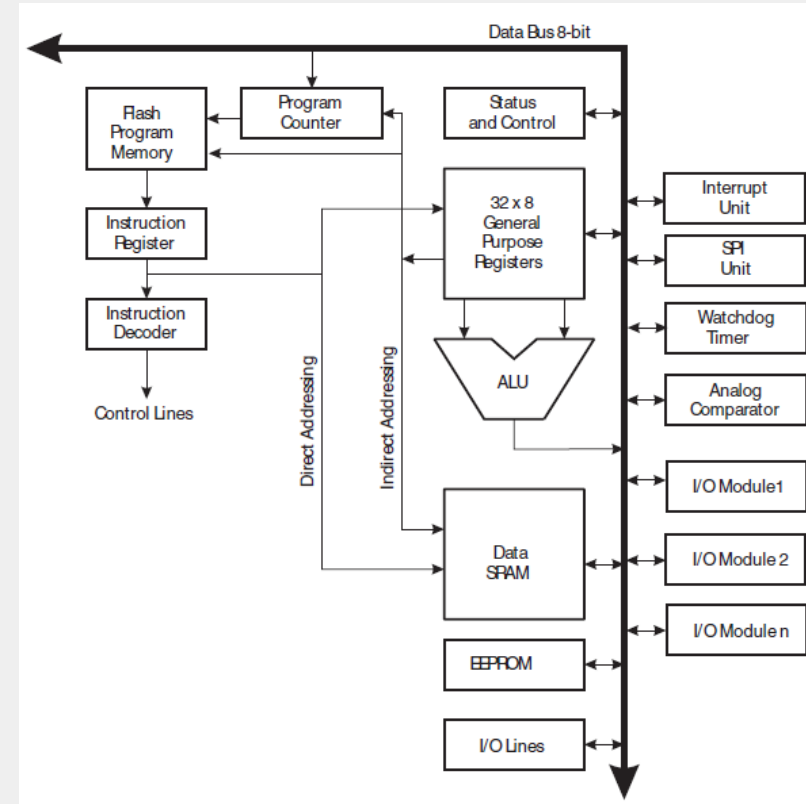 Data Bus 8-bit
Flash
Program
Memory
Program
Counter
Status
and Control
Instruction
Register
32 x 8
General
Purpose
Registers
Interrupt
Unit
SPI
Unit
Instruction
Decoder
Watchdog
Timer
Control Lines
Direct Addressing
Indirect Addressing
ALU
Analog
Comparator
I/O Module1
Data
SRAM
I/O Module 2
I/O Module n
EEPROM
I/O Lines